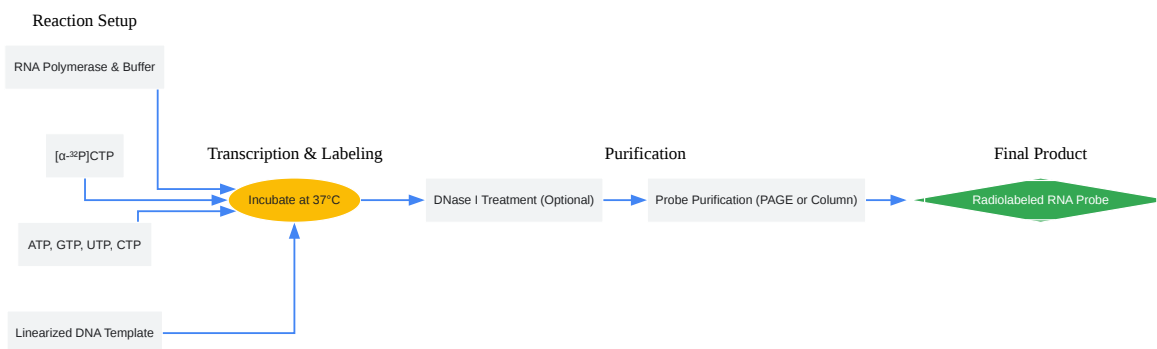 Reaction Setup
RNA Polymerase & Buffer
[α-³²P]CTP
ATP, GTP, UTP, CTP
Linearized DNA Template
Transcription & Labeling
Incubate at 37°C
Purification
DNase I Treatment (Optional)
Probe Purification (PAGE or Column)
Final Product
Radiolabeled RNA Probe